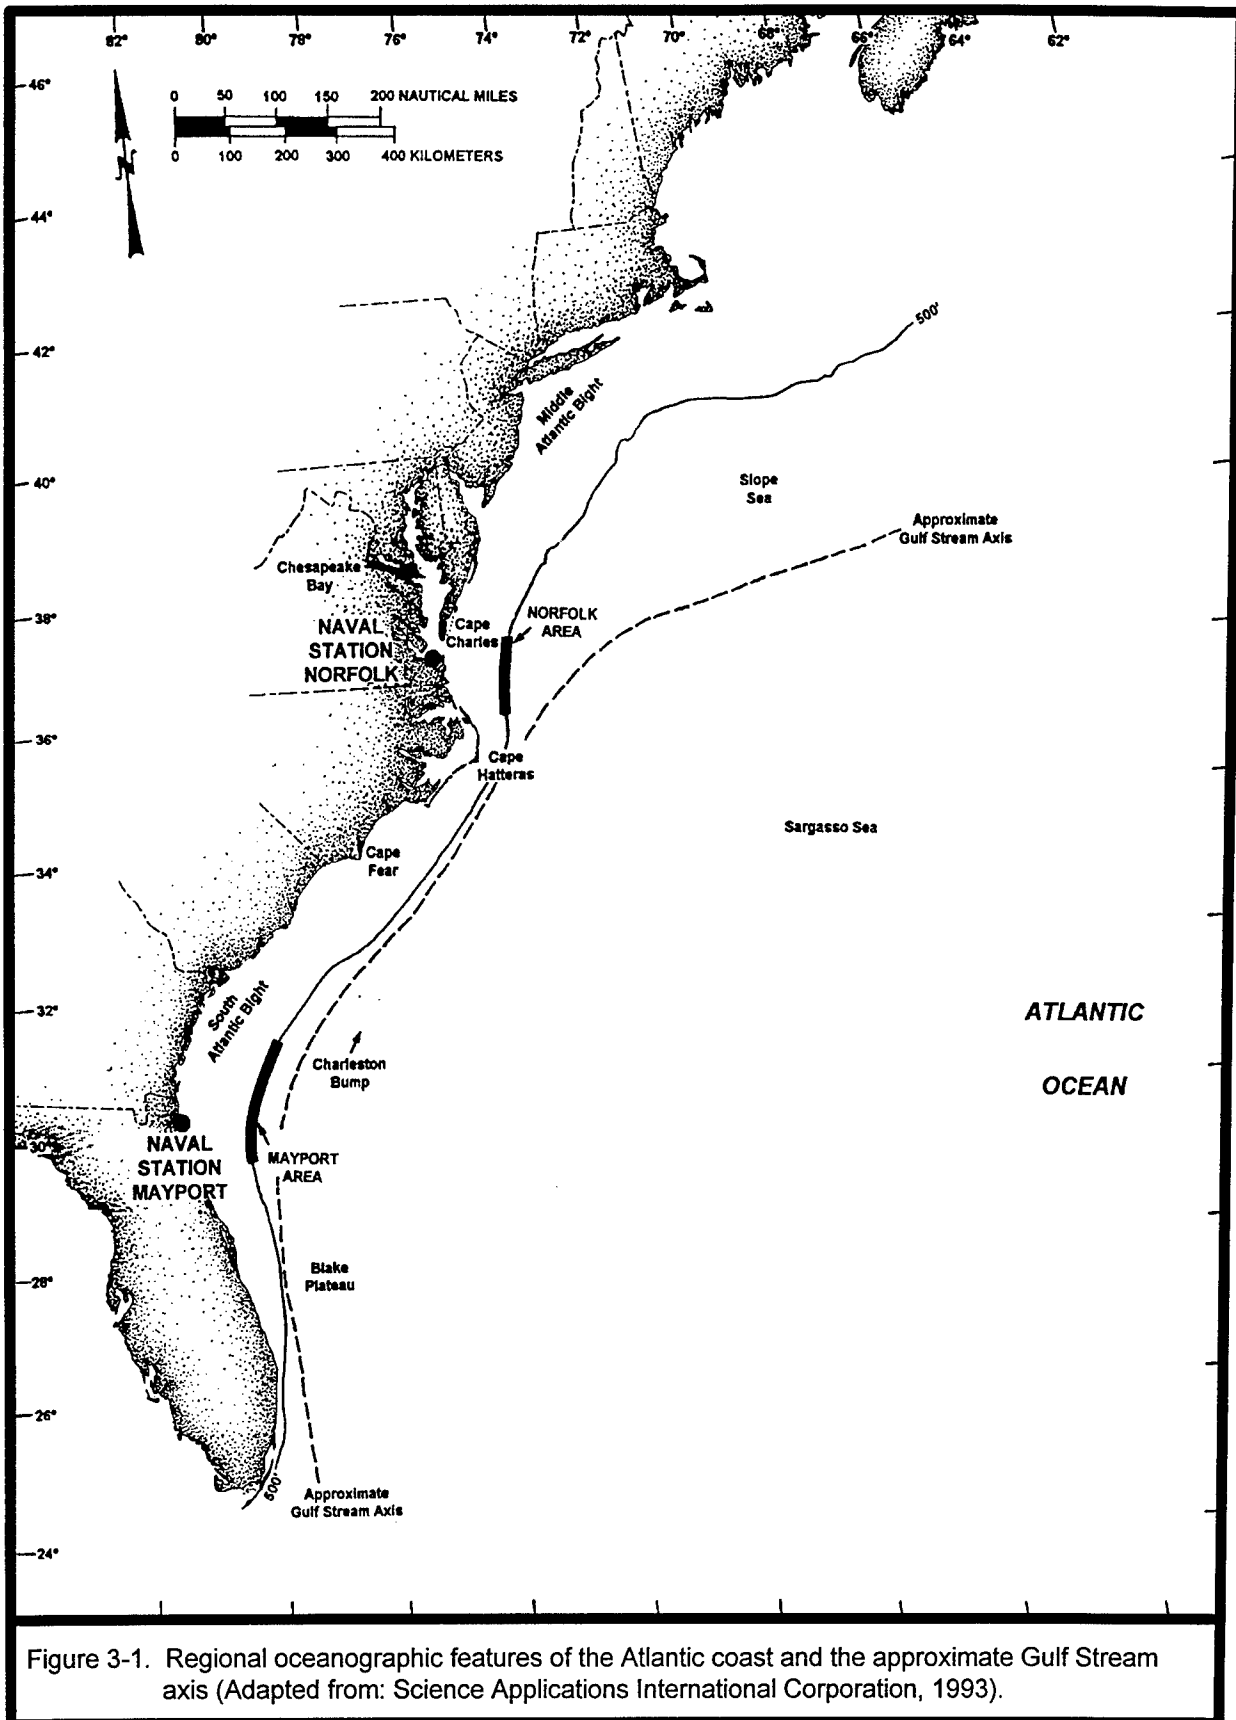 82° 80° 78° 76° 74° 72° 70° 68° 66° 64° 62°
46°
0 50 100 150 200 NAUTICAL MILES
0 100 200 300 400 KILOMETERS
N
44°
500'
42°
Middle
Atlantic Bight
40°
Slope
Sea
Approximate
Gulf Stream Axis
Chesapeake
Bay
38°
NORFOLK
AREA
Cape
Charles
NAVAL
STATION
NORFOLK
36°
Cape
Hatteras
Sargasso Sea
Cape
Fear
34°
South
Atlantic Bight
32°
ATLANTIC
OCEAN
Charleston
Bump
30°
NAVAL
STATION
MAYPORT
MAYPORT
AREA
28°
Blake
Plateau
26°
500'
Approximate
Gulf Stream Axis
24°
Figure 3-1. Regional oceanographic features of the Atlantic coast and the approximate Gulf Stream
axis (Adapted from: Science Applications International Corporation, 1993).